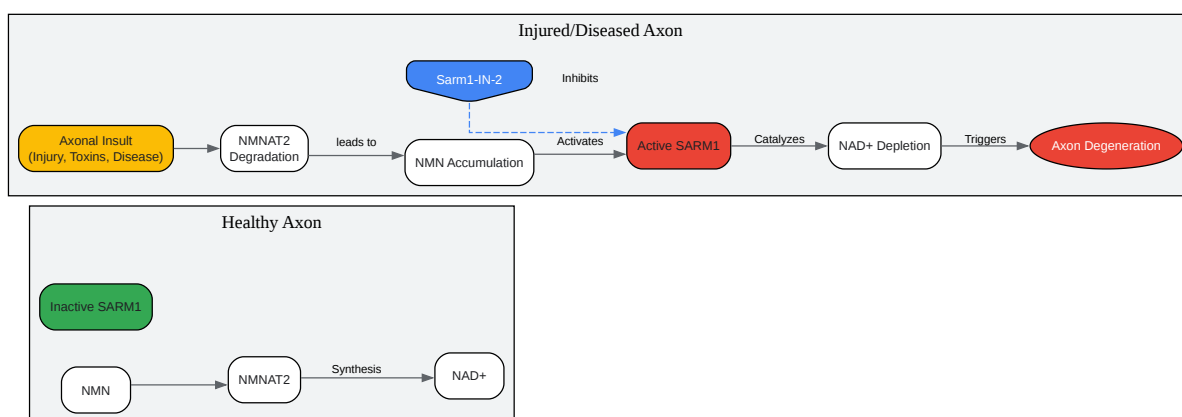 Injured/Diseased Axon
Sarm1-IN-2
Inhibits
Axonal Insult
(Injury, Toxins, Disease)
NMNAT2
Degradation
leads to
NMN Accumulation
Activates
Active SARM1
Catalyzes
NAD+ Depletion
Triggers
Axon Degeneration
Healthy Axon
Inactive SARM1
NMN
NMNAT2
Synthesis
NAD+